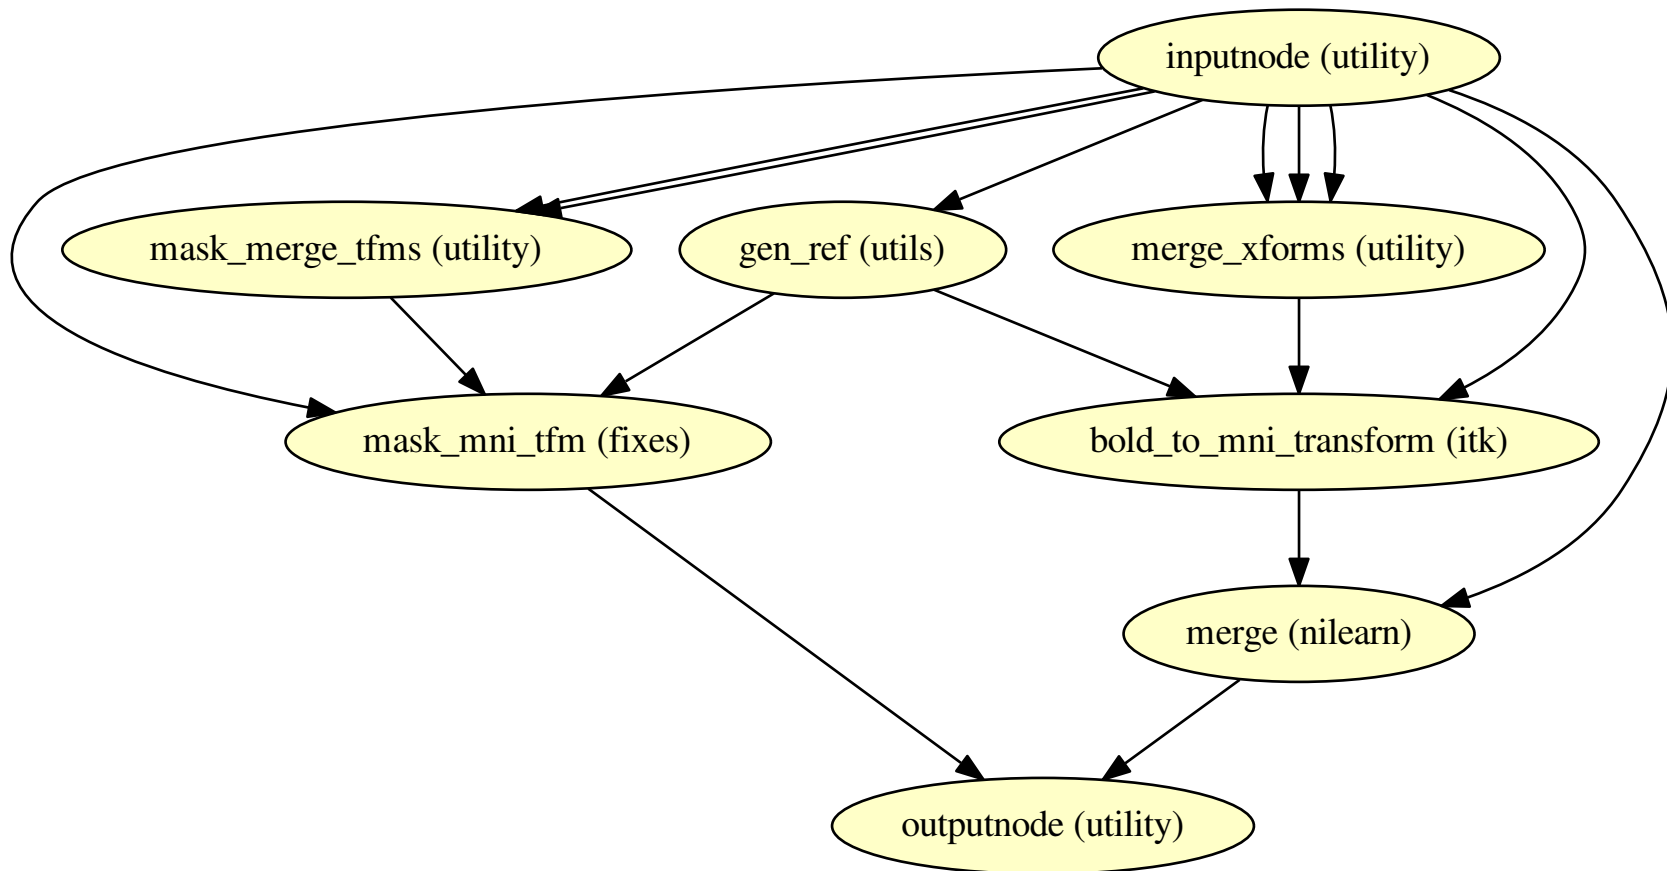 inputnode (utility)
mask_merge_tfms (utility)
gen_ref (utils)
merge_xforms (utility)
mask_mni_tfm (fixes)
bold_to_mni_transform (itk)
merge (nilearn)
outputnode (utility)